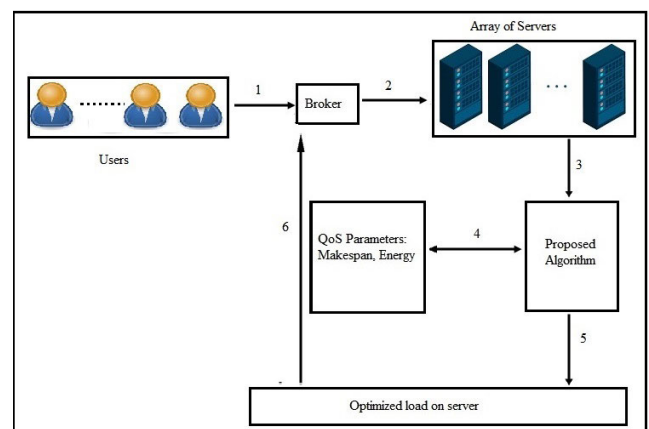 Array of Servers
1
2
Broker
Users
3
6
QoS Parameters:
Makespan, Energy
4
Proposed
Algorithm
5
Optimized load on server